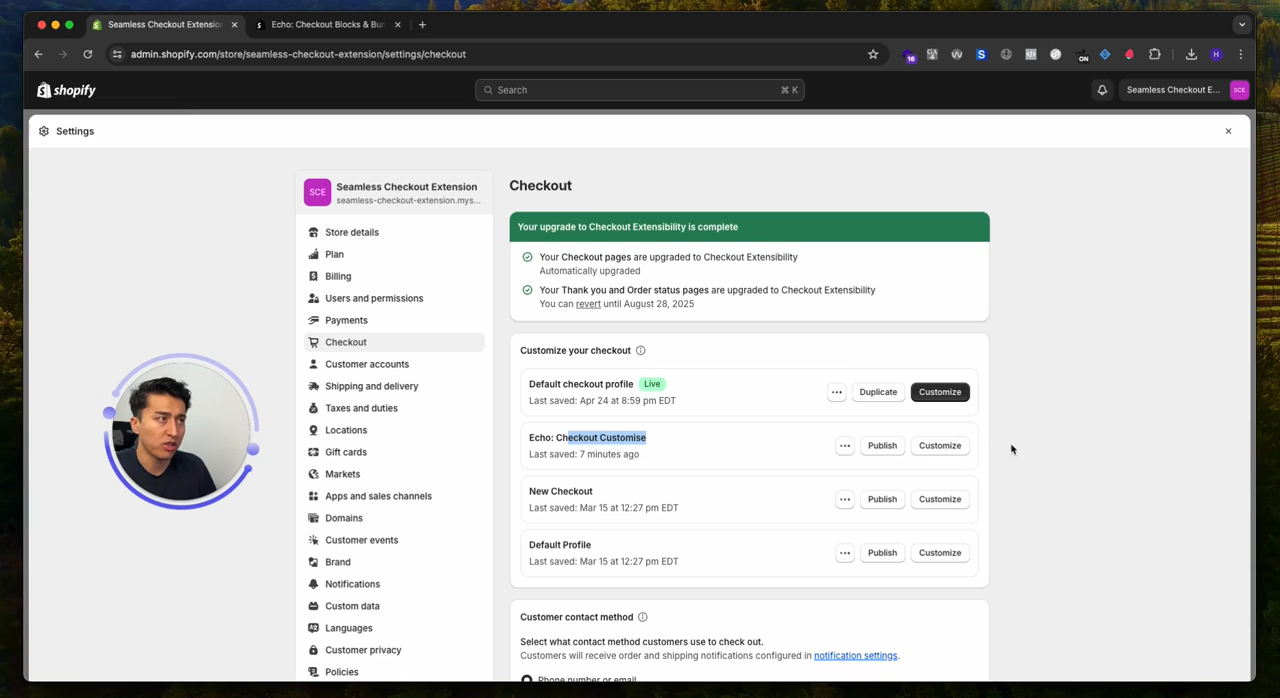 Seamless Checkout Extension
Echo: Checkout Blocks & Bun
admin.shopify.com/store/seamless-checkout-extension/settings/checkout
18
S
ON
H
shopify
Search
⌘ K
Seamless Checkout E...
SCE
Settings
SCE
Seamless Checkout Extension
seamless-checkout-extension.mys...
Store details
Plan
Billing
Users and permissions
Payments
Checkout
Customer accounts
Shipping and delivery
Taxes and duties
Locations
Gift cards
Markets
Apps and sales channels
Domains
Customer events
Brand
Notifications
Custom data
Languages
Customer privacy
Policies
Checkout
Your upgrade to Checkout Extensibility is complete
Your Checkout pages are upgraded to Checkout Extensibility
Automatically upgraded
Your Thank you and Order status pages are upgraded to Checkout Extensibility
You can revert until August 28, 2025
Customize your checkout
Default checkout profile Live
Last saved: Apr 24 at 8:59 pm EDT
Duplicate
Customize
Echo: Checkout Customise
Last saved: 7 minutes ago
Publish
Customize
New Checkout
Last saved: Mar 15 at 12:27 pm EDT
Publish
Customize
Default Profile
Last saved: Mar 15 at 12:27 pm EDT
Publish
Customize
Customer contact method
Select what contact method customers use to check out.
Customers will receive order and shipping notifications configured in notification settings.
Phone number or email